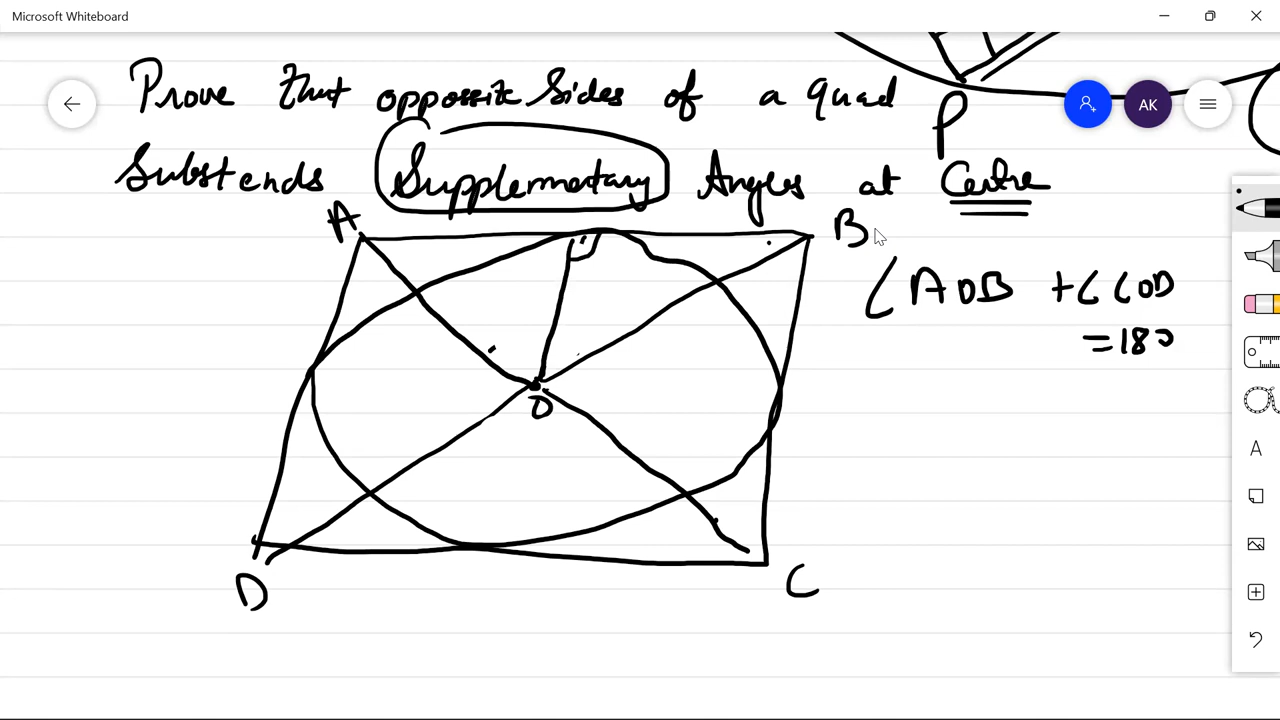 Microsoft Whiteboard
Prove that opposite Sides of a quad
Substends Supplementary Angles at Centre
AK
P
A
B
∠AOB + ∠COD
= 180
O
D
C
A